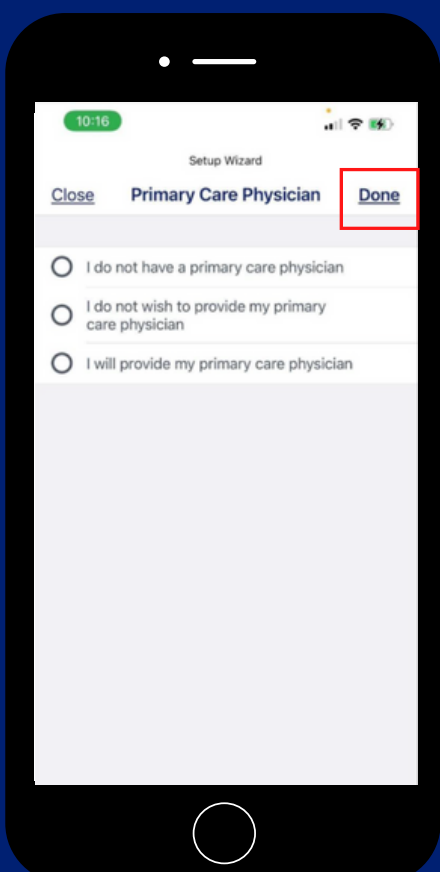 10:16
Setup Wizard
Close Primary Care Physician Done
I do not have a primary care physician
I do not wish to provide my primary
care physician
I will provide my primary care physician